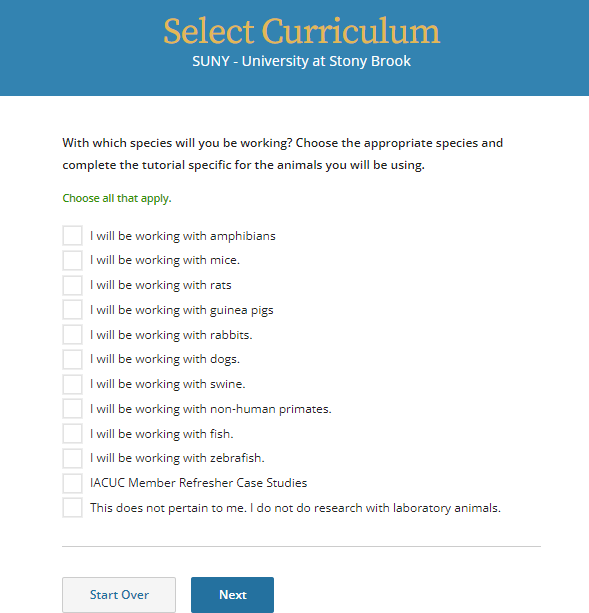 Select Curriculum
SUNY - University at Stony Brook
With which species will you be working? Choose the appropriate species and
complete the tutorial specific for the animals you will be using.
Choose all that apply.
I will be working with amphibians
I will be working with mice.
I will be working with rats
I will be working with guinea pigs
I will be working with rabbits.
I will be working with dogs.
I will be working with swine.
I will be working with non-human primates.
I will be working with fish.
I will be working with zebrafish.
IACUC Member Refresher Case Studies
This does not pertain to me. I do not do research with laboratory animals.
Start Over
Next